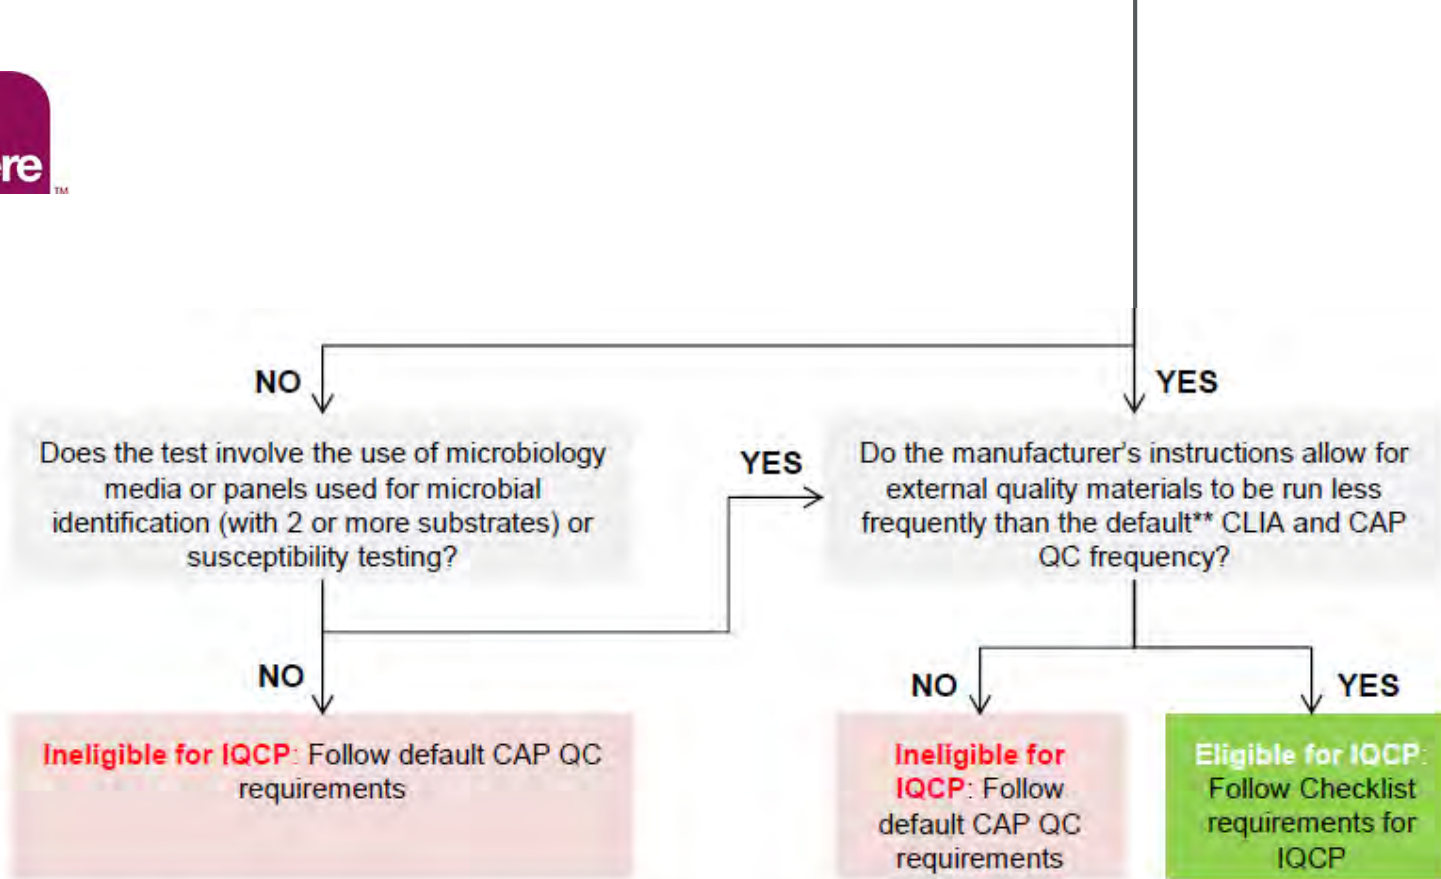 re
TM
NO
YES
Does the test involve the use of microbiology
media or panels used for microbial
identification (with 2 or more substrates) or
susceptibility testing?
YES
Do the manufacturer's instructions allow for
external quality materials to be run less
frequently than the default** CLIA and CAP
QC frequency?
NO
NO
YES
Ineligible for IQCP: Follow default CAP QC
requirements
Ineligible for
IQCP: Follow
default CAP QC
requirements
Eligible for IQCP:
Follow Checklist
requirements for
IQCP